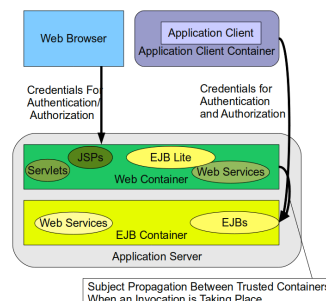 Web Browser
Application Client
Application Client Container
Credentials For
Authentication/
Authorization
Credentials for
Authentication
and Authorization
JSPs
EJB Lite
Servlets
Web Services
Web Container
Web Services
EJBs
EJB Container
Application Server
Subject Propagation Between Trusted Containers
When an Invocation is Taking Place